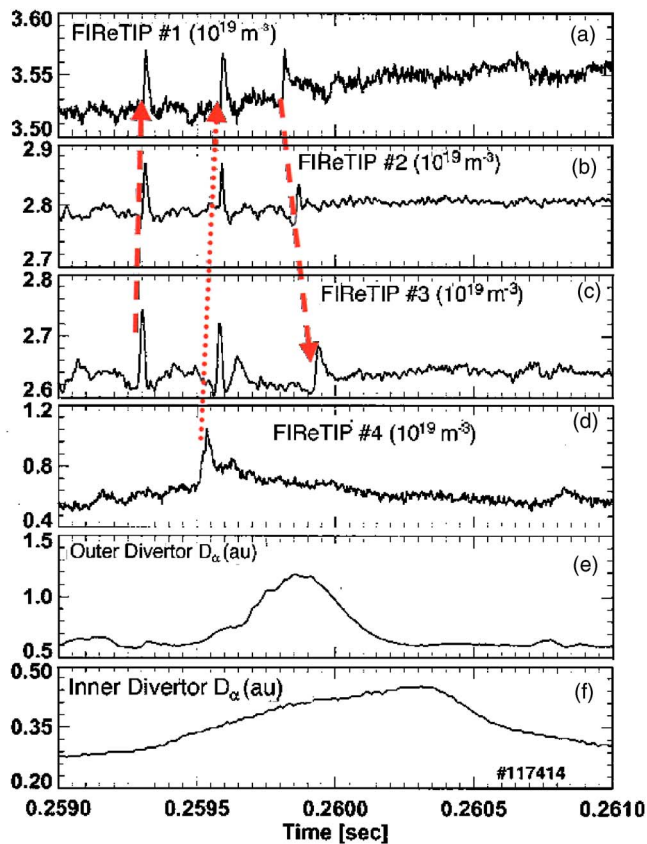 3.60
FIReTIP #1 (10¹⁹ m⁻³)
(a)
3.55
3.50
2.9
FIReTIP #2 (10¹⁹ m⁻³)
(b)
2.8
2.7
2.8
FIReTIP #3 (10¹⁹ m⁻³)
(c)
2.7
2.6
1.2
FIReTIP #4 (10¹⁹ m⁻³)
(d)
0.8
0.4
1.5
Outer Divertor Dα (au)
(e)
1.0
0.5
0.50
Inner Divertor Dα (au)
(f)
0.35
0.20
#117414
0.2590 0.2595 0.2600 0.2605 0.2610
Time [sec]